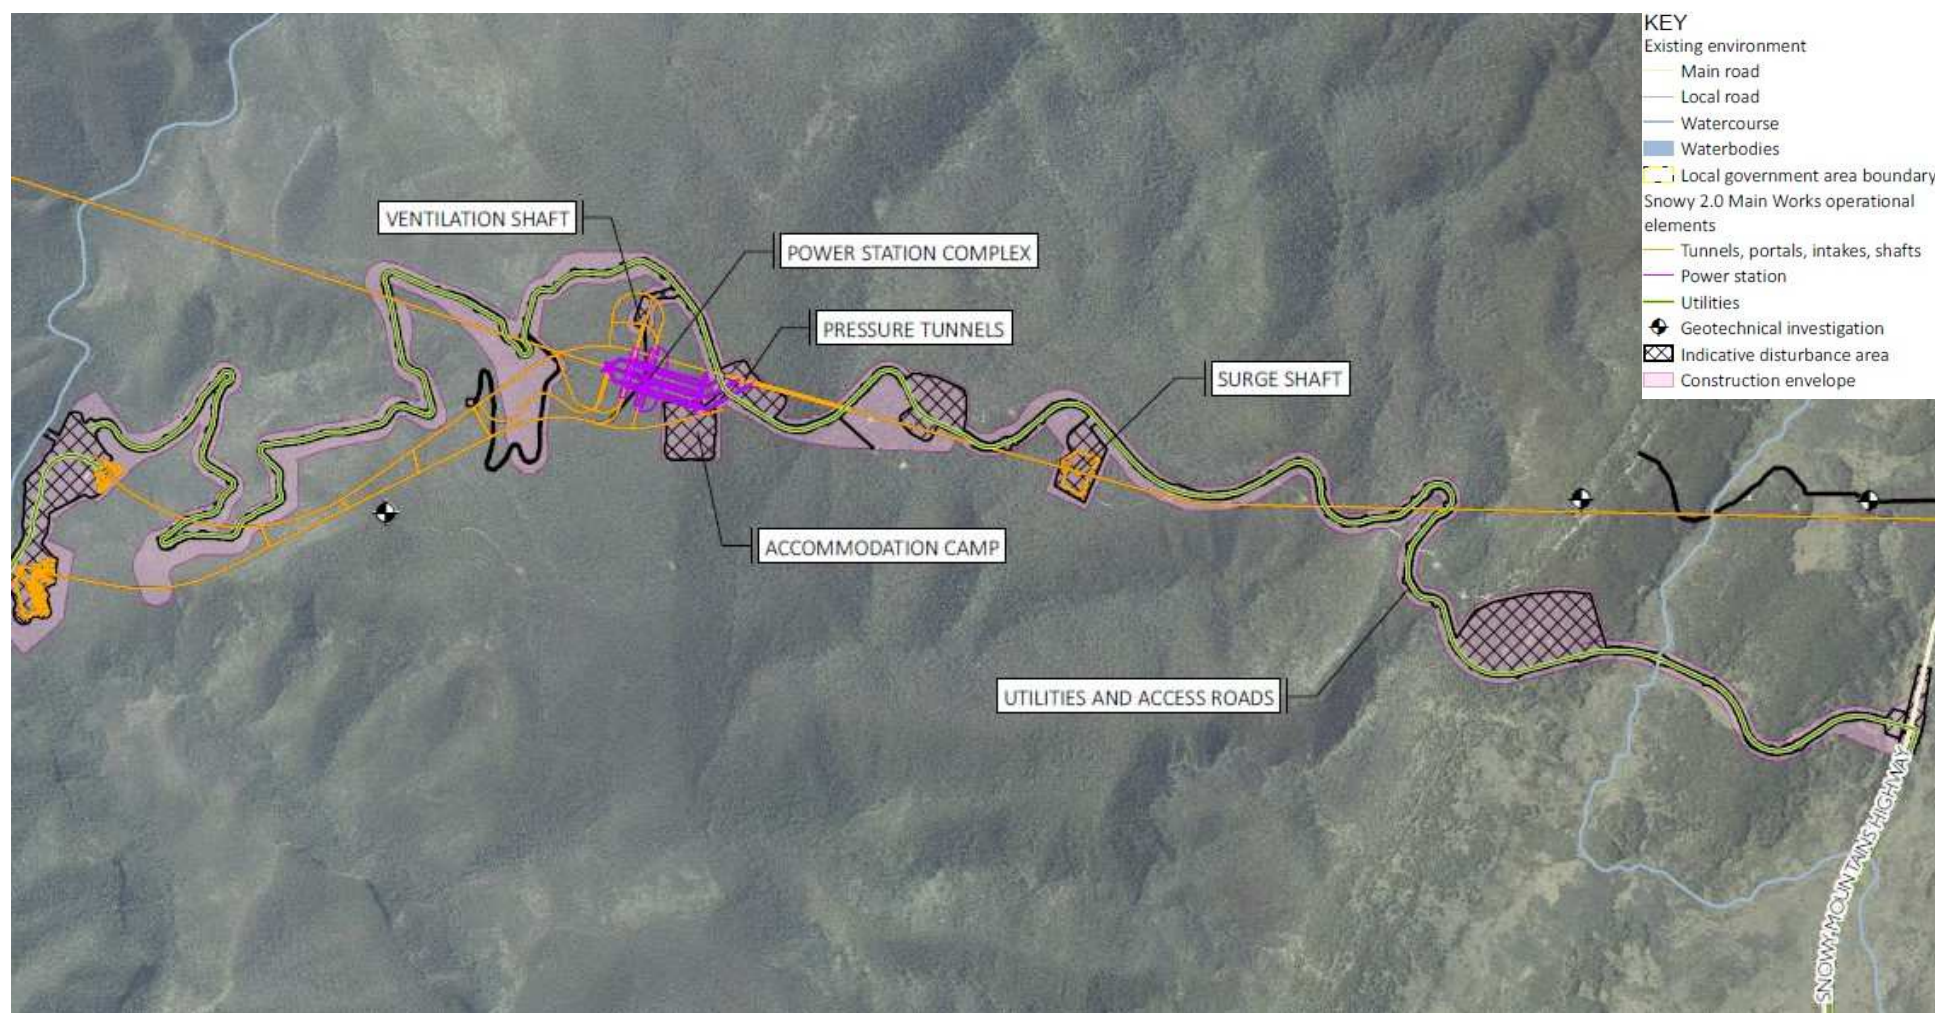 KEY
Existing environment
Main road
Local road
Watercourse
Waterbodies
Local government area boundary
Snowy 2.0 Main Works operational
elements
Tunnels, portals, intakes, shafts
Power station
Utilities
Geotechnical investigation
Indicative disturbance area
Construction envelope
VENTILATION SHAFT
POWER STATION COMPLEX
PRESSURE TUNNELS
SURGE SHAFT
ACCOMMODATION CAMP
UTILITIES AND ACCESS ROADS
SNOWY MOUNTAINS HIGHWAY